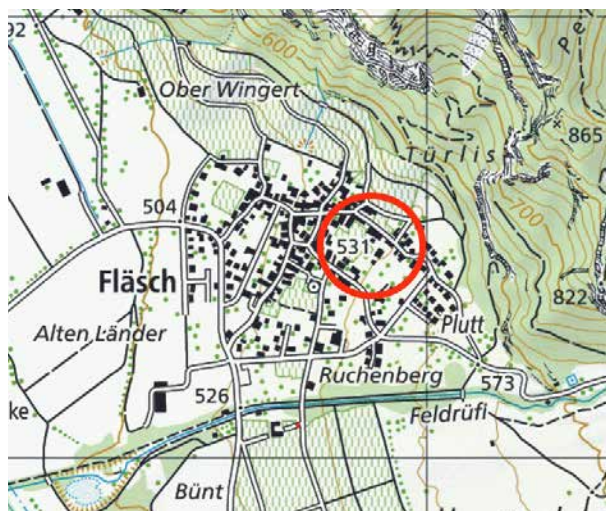 92
600
Pe
Ober Wingert
865
Türlis
504
700
531
Fläsch
822
Alten Länder
Plutt
Ruchenberg
573
ke
526
Feldrüfi
Bünt